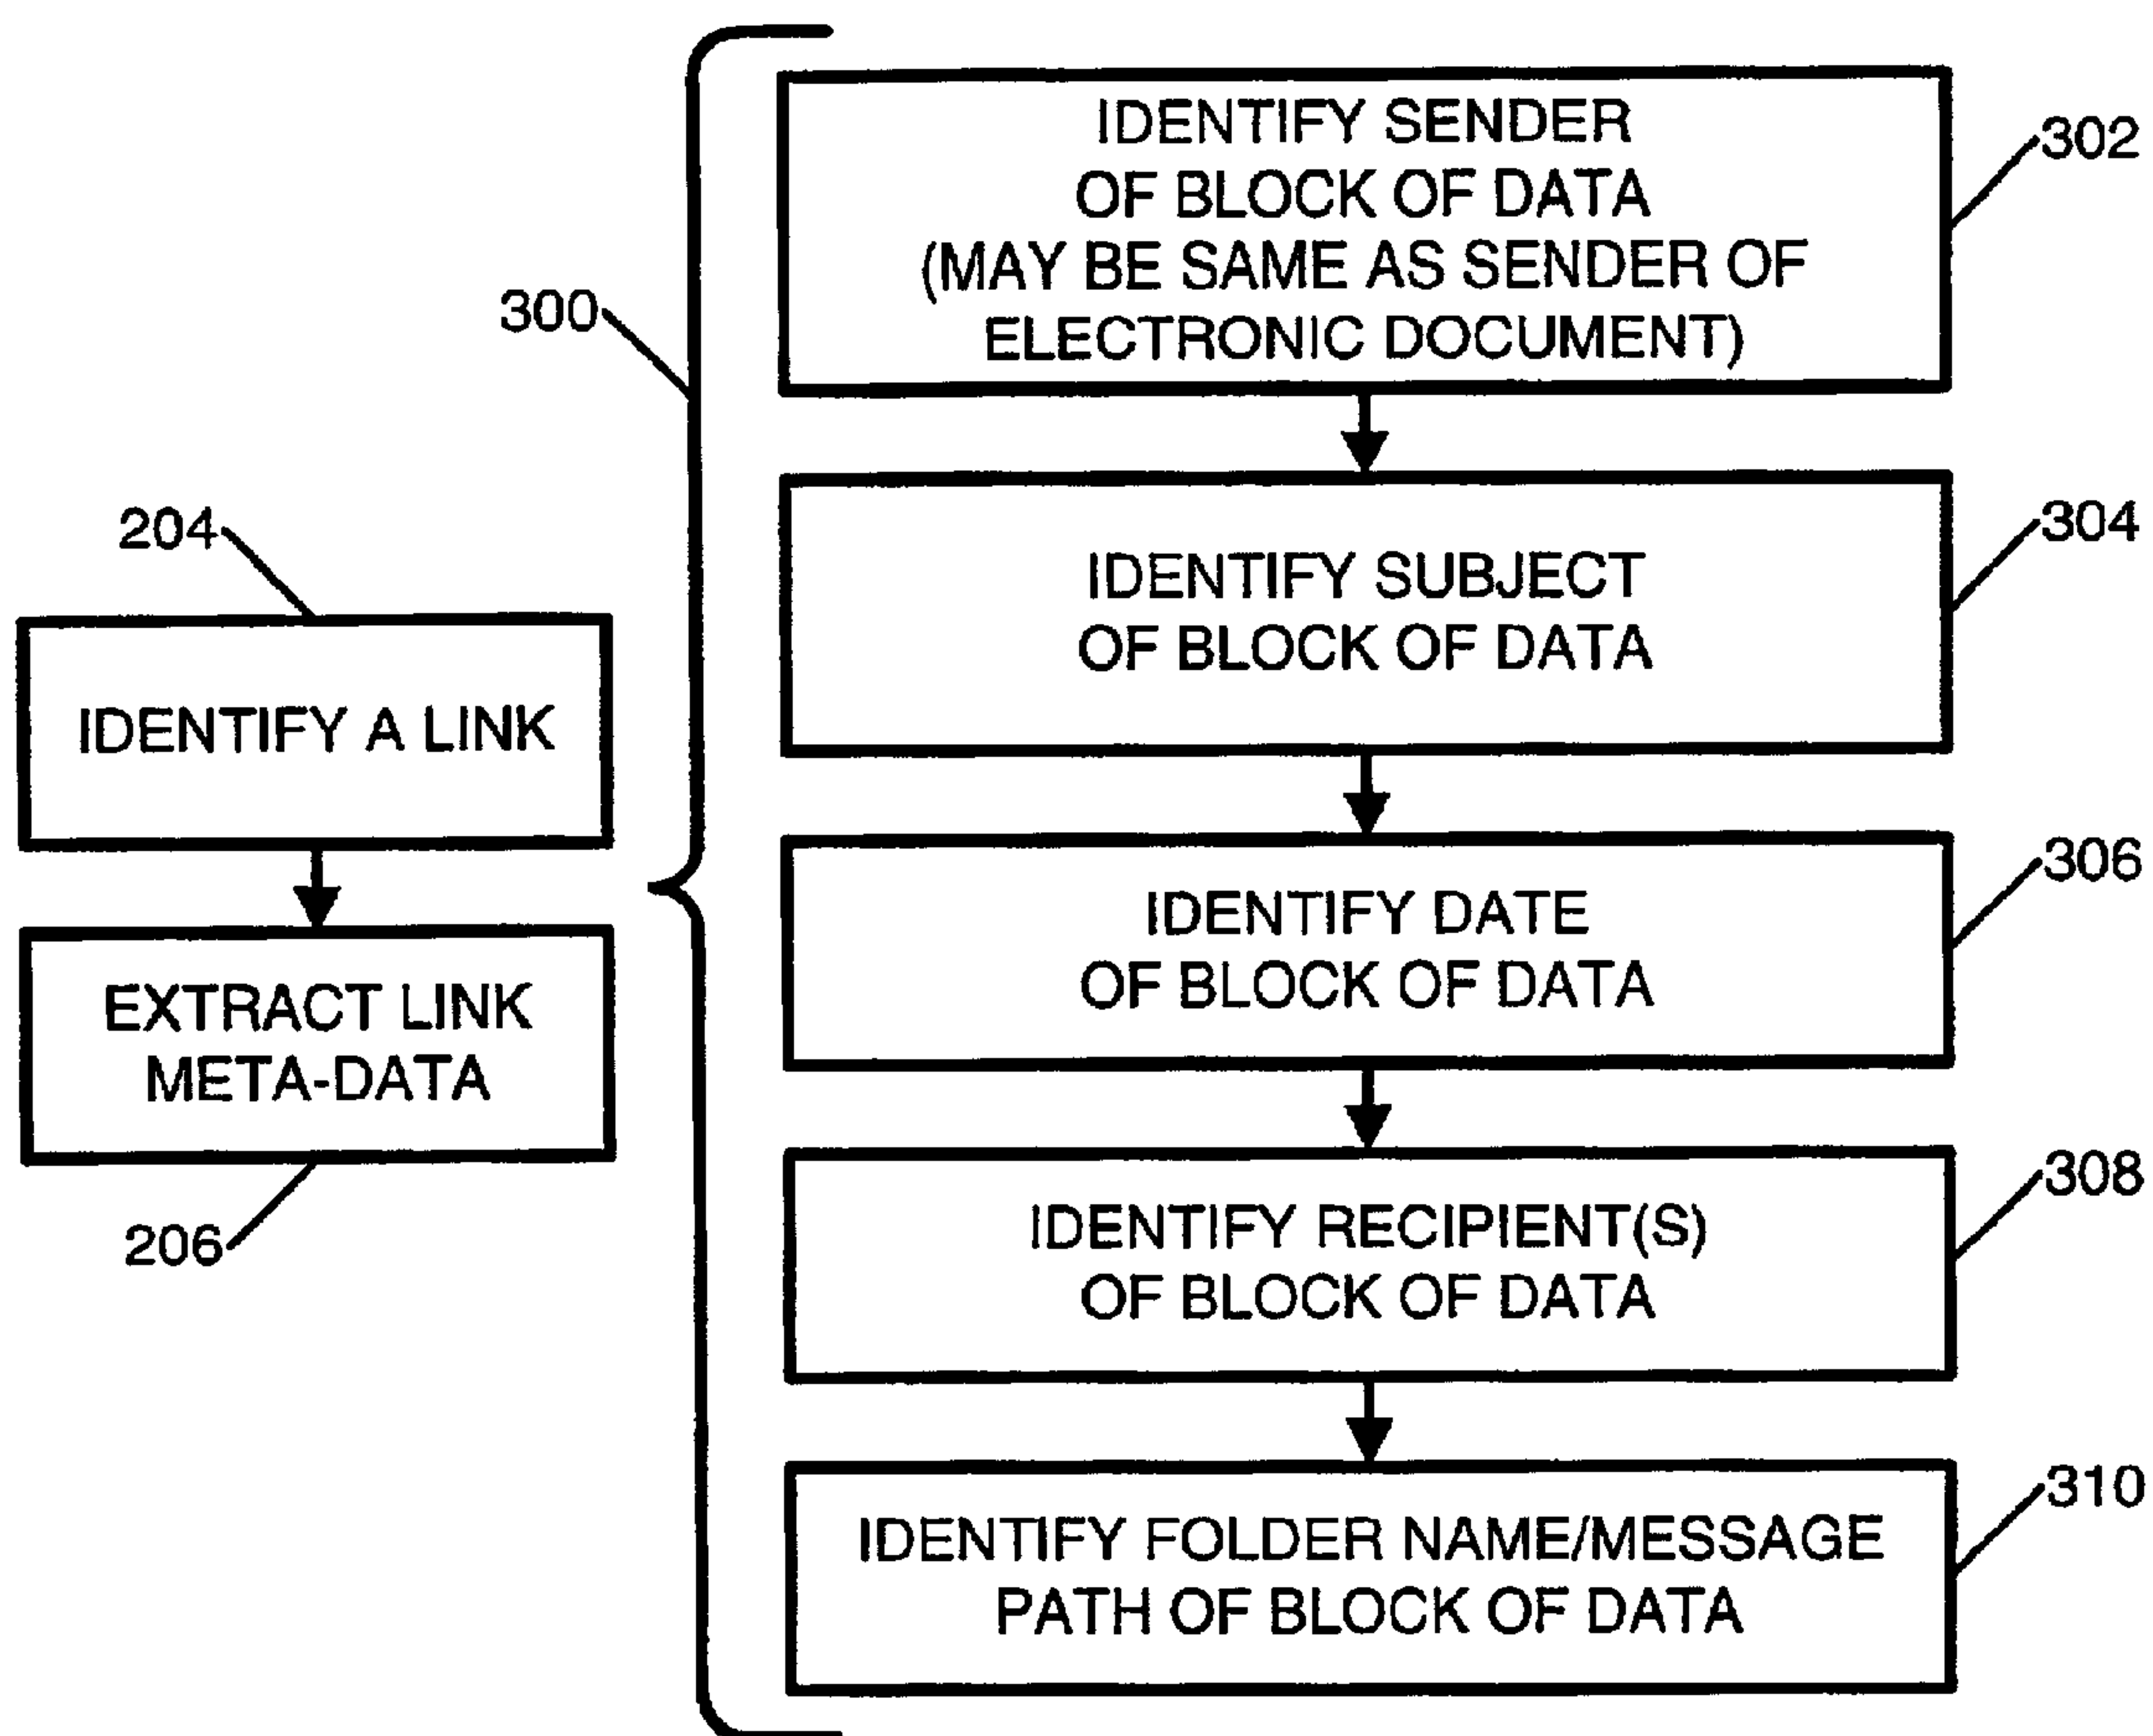 204
IDENTIFY A LINK
EXTRACT LINK
META-DATA
206
300
IDENTIFY SENDER
OF BLOCK OF DATA
(MAY BE SAME AS SENDER OF
ELECTRONIC DOCUMENT)
302
IDENTIFY SUBJECT
OF BLOCK OF DATA
304
IDENTIFY DATE
OF BLOCK OF DATA
306
IDENTIFY RECIPIENT(S)
OF BLOCK OF DATA
308
IDENTIFY FOLDER NAME/MESSAGE
PATH OF BLOCK OF DATA
310